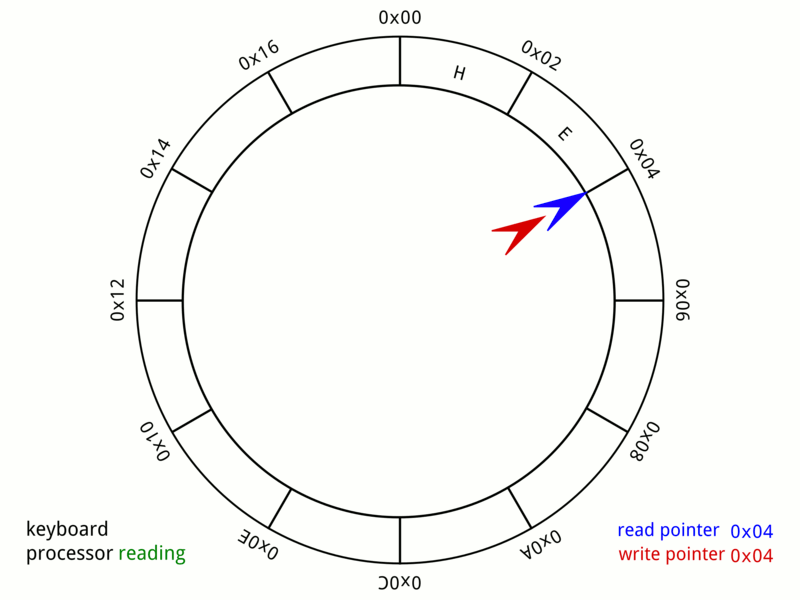 0x00
0x02
0x04
0x06
0x08
0x0A
0x0C
0x0E
0x10
0x12
0x14
0x16
H
E
keyboard
processor reading
read pointer 0x04
write pointer 0x04